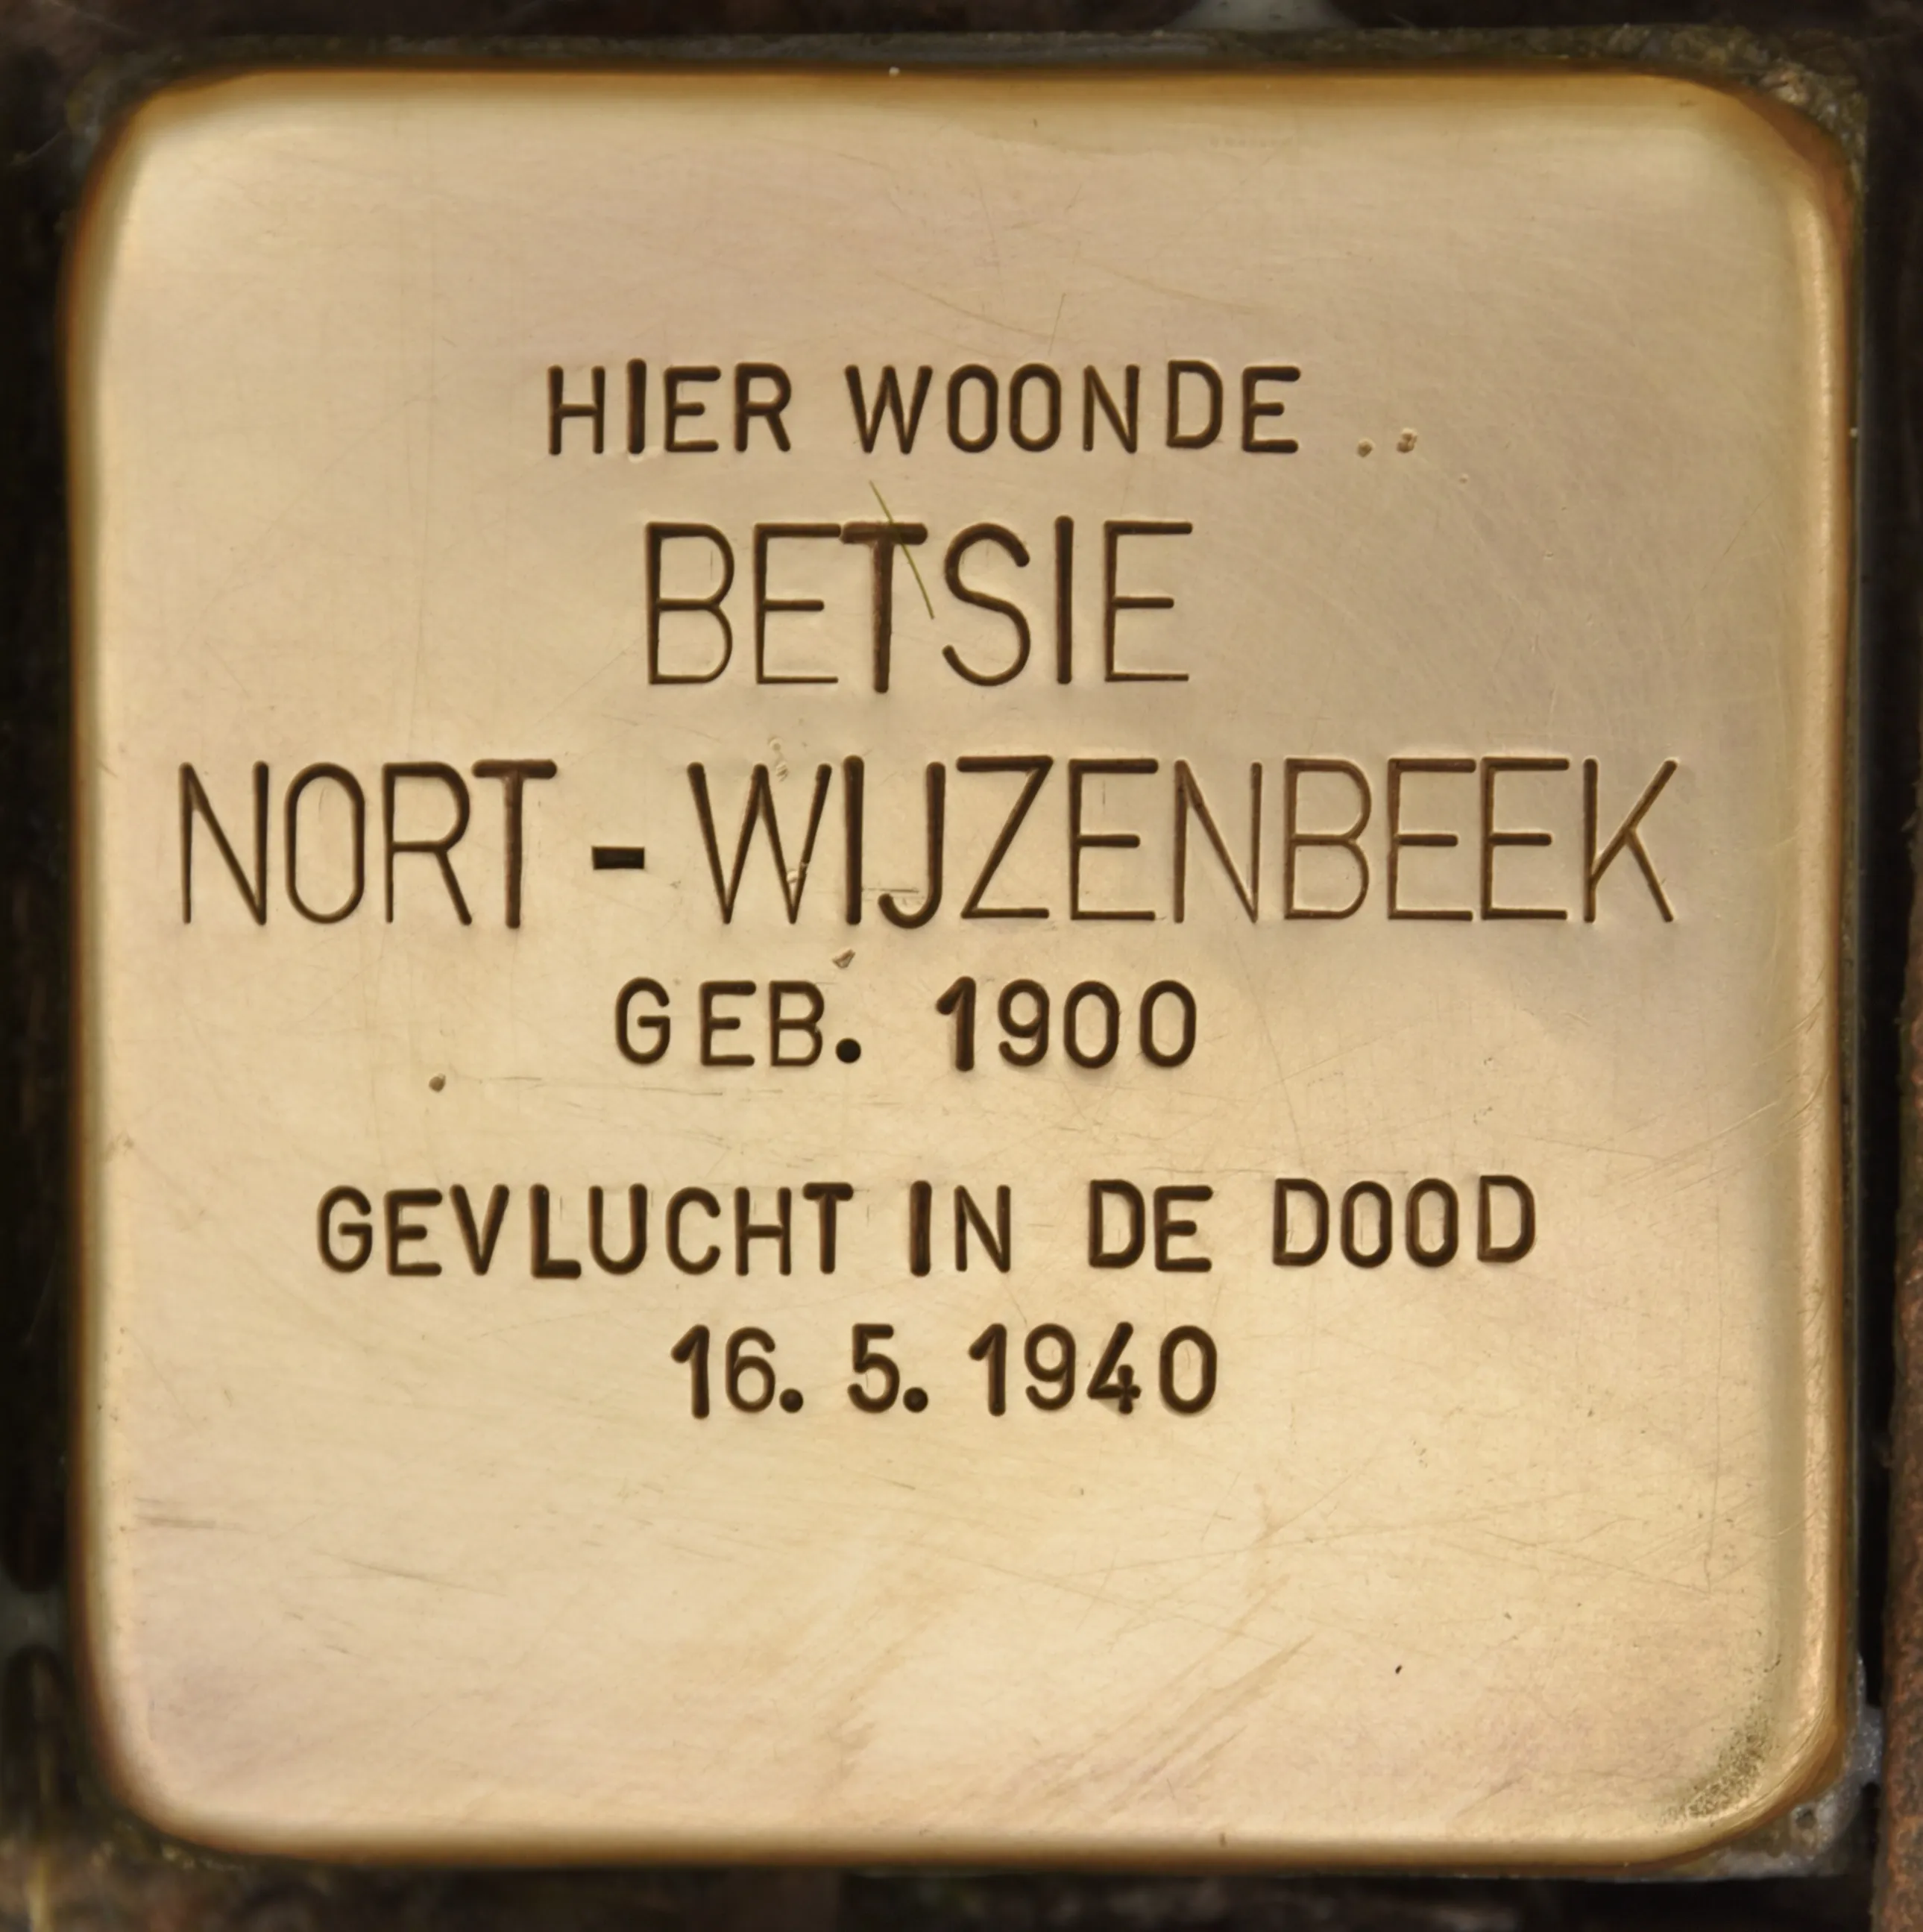 HIER WOONDE
BETSIE
NORT - WIJZENBEEK
GEB. 1900
GEVLUCHT IN DE DOOD
16. 5. 1940